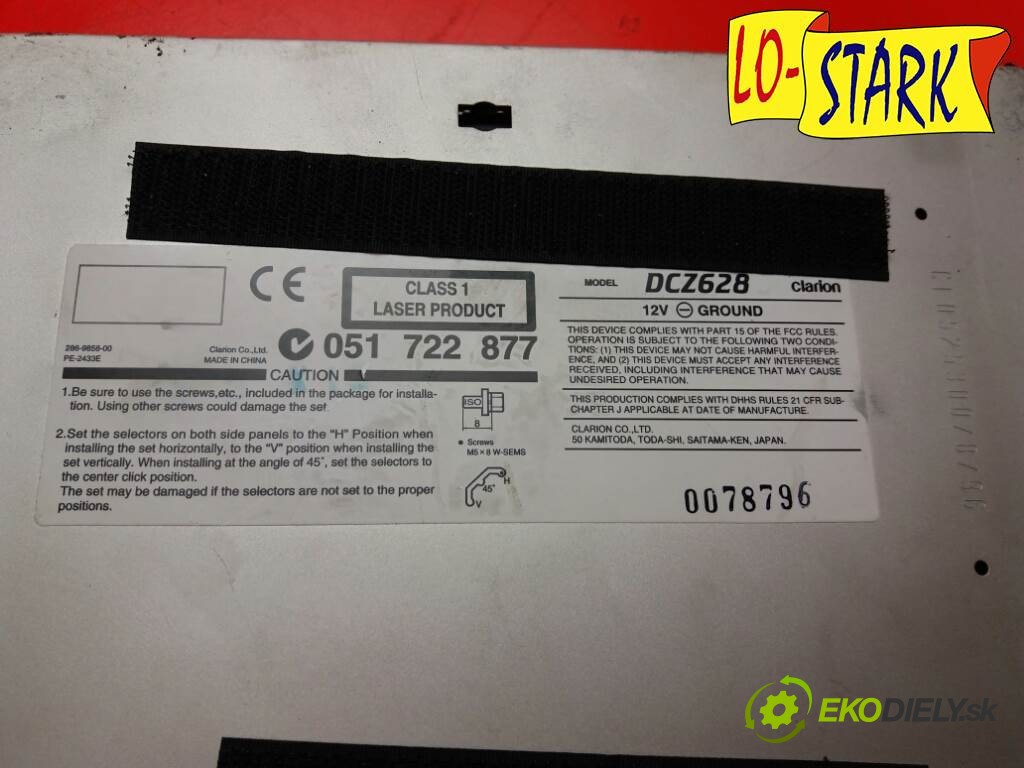 LO-STARK
CE
CLASS 1
LASER PRODUCT
286-9858-00
PE-2433E
Clarion Co., Ltd.
MADE IN CHINA
051 722 877
CAUTION
1.Be sure to use the screws,etc., included in the package for installa-
tion. Using other screws could damage the set.
2.Set the selectors on both side panels to the "H" Position when
installing the set horizontally, to the "V" position when installing the
set vertically. When installing at the angle of 45°, set the selectors to
the center click position.
The set may be damaged if the selectors are not set to the proper
positions.
ISO
8
• Screws
M5 × 8 W-SEMS
45°
H
V
MODEL DCZ628 clarion
12V ⊖ GROUND
THIS DEVICE COMPLIES WITH PART 15 OF THE FCC RULES.
OPERATION IS SUBJECT TO THE FOLLOWING TWO CONDI-
TIONS: (1) THIS DEVICE MAY NOT CAUSE HARMFUL INTERFER-
ENCE, AND (2) THIS DEVICE MUST ACCEPT ANY INTERFERENCE
RECEIVED, INCLUDING INTERFERENCE THAT MAY CAUSE
UNDESIRED OPERATION.
THIS PRODUCTION COMPLIES WITH DHHS RULES 21 CFR SUB-
CHAPTER J APPLICABLE AT DATE OF MANUFACTURE.
CLARION CO.,LTD.
50 KAMITODA, TODA-SHI, SAITAMA-KEN, JAPAN.
0078796
EKODIELY.sk